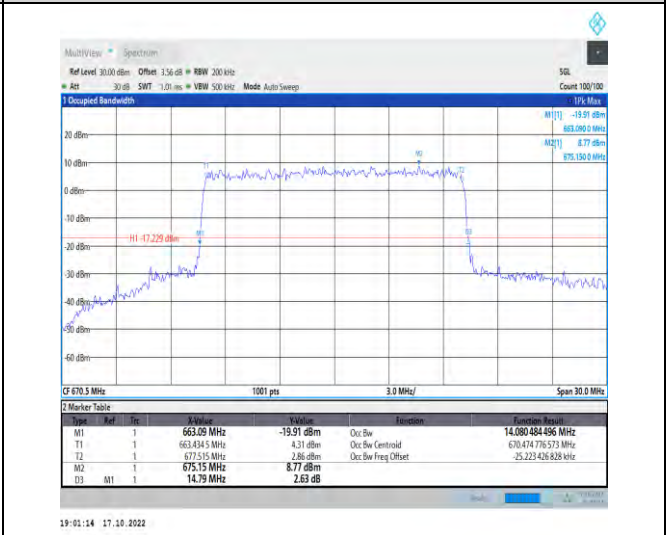 MultiView Spectrum
Ref Level 30.00 dBm Offset 3.56 dB RBW 200 kHz SGL
Att 30 dB SWT 1.01 ms VBW 500 kHz Mode Auto Sweep Count 100/100
1 Occupied Bandwidth 1Pk Max
M1[1] -19.91 dBm
663.090 0 MHz
M2[1] 8.77 dBm
675.150 0 MHz
20 dBm
10 dBm
M2
T1
T2
0 dBm
-10 dBm
H1 -17.229 dBm
M1
D3
-20 dBm
-30 dBm
-40 dBm
-50 dBm
-60 dBm
CF 670.5 MHz 1001 pts 3.0 MHz/ Span 30.0 MHz
2 Marker Table
Type Ref Trc X-Value Y-Value Function Function Result
M1 1 663.09 MHz -19.91 dBm Occ Bw 14.080 484 496 MHz
T1 1 663.434 5 MHz 4.31 dBm Occ Bw Centroid 670.474 776 573 MHz
T2 1 677.515 MHz 2.86 dBm Occ Bw Freq Offset -25.223 426 828 kHz
M2 1 675.15 MHz 8.77 dBm
D3 M1 1 14.79 MHz 2.63 dB
19:01:14 17.10.2022